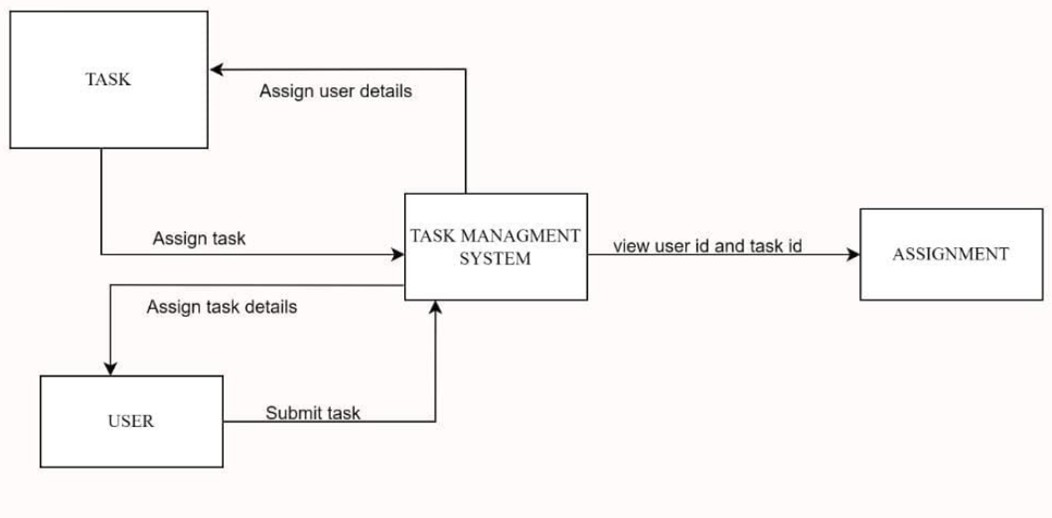 TASK
Assign user details
Assign task
TASK MANAGMENT
SYSTEM
view user id and task id
ASSIGNMENT
Assign task details
USER
Submit task